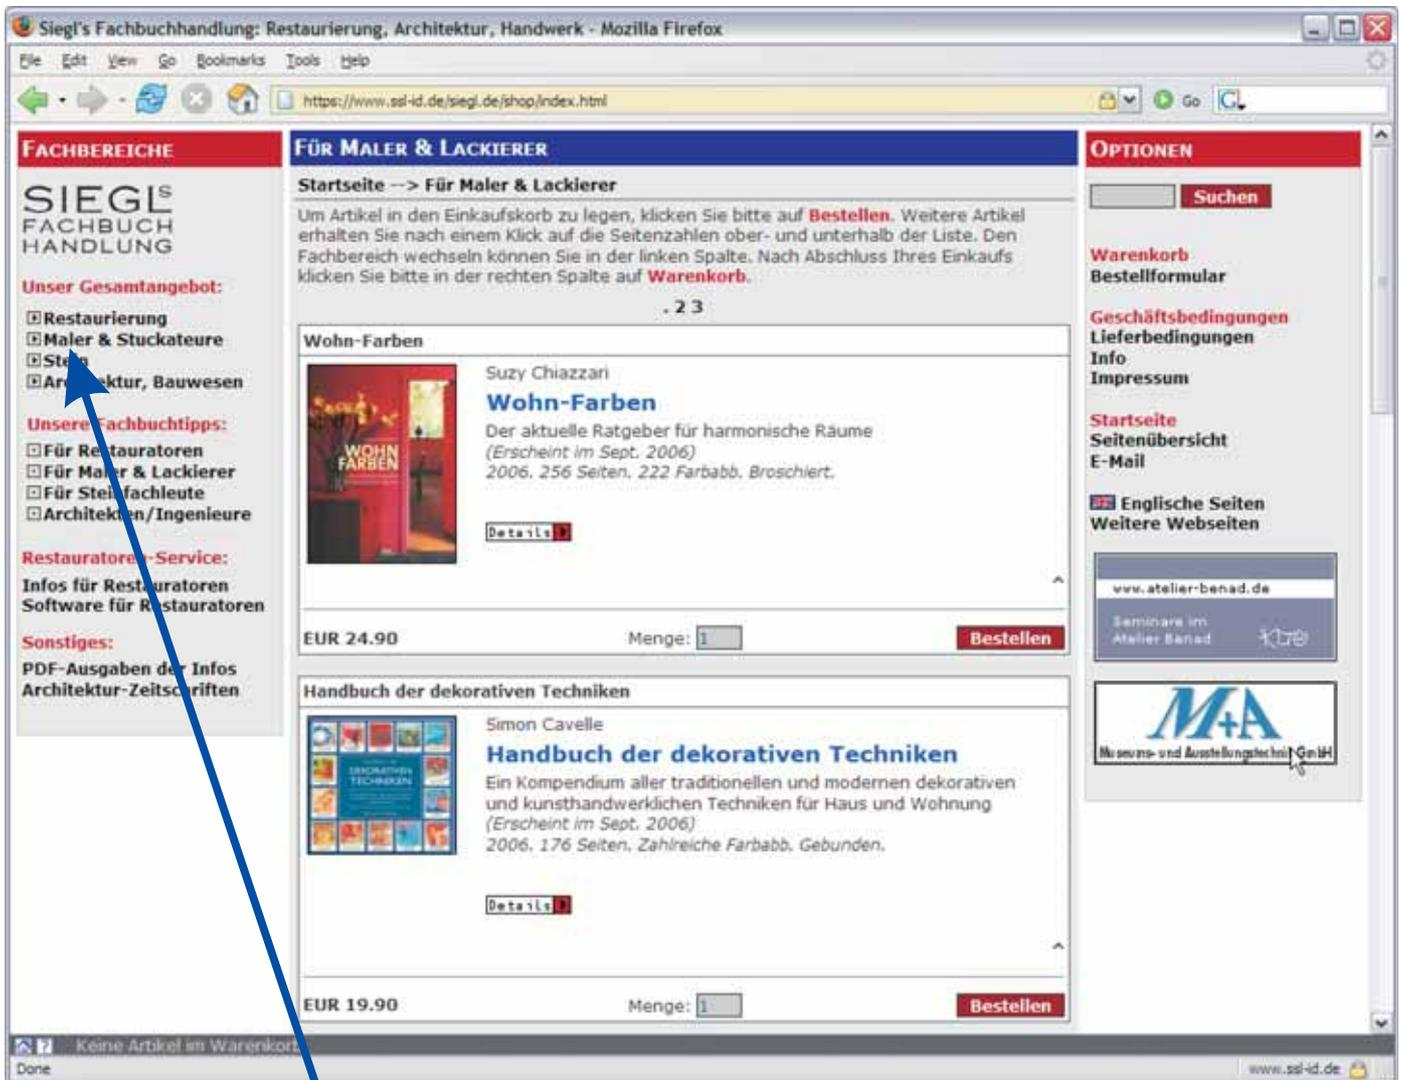 Siegl's Fachbuchhandlung: Restaurierung, Architektur, Handwerk - Mozilla Firefox
File Edit View Go Bookmarks Tools Help
https://www.ssl-id.de/siegl.de/shop/index.html
Go
FACHBEREICHE
SIEGLS
FACHBUCH
HANDLUNG
Unser Gesamtangebot:
Restaurierung
Maler & Stuckateure
Stein
Architektur, Bauwesen
Unsere Fachbuchtipps:
Für Restauratoren
Für Maler & Lackierer
Für Steinfachleute
Architekten/Ingenieure
Restauratoren-Service:
Infos für Restauratoren
Software für Restauratoren
Sonstiges:
PDF-Ausgaben der Infos
Architektur-Zeitschriften
FÜR MALER & LACKIERER
Startseite --> Für Maler & Lackierer
Um Artikel in den Einkaufskorb zu legen, klicken Sie bitte auf Bestellen. Weitere Artikel
erhalten Sie nach einem Klick auf die Seitenzahlen ober- und unterhalb der Liste. Den
Fachbereich wechseln können Sie in der linken Spalte. Nach Abschluss Ihres Einkaufs
klicken Sie bitte in der rechten Spalte auf Warenkorb.
. 2 3
Wohn-Farben
WOHN
FARBEN
Suzy Chiazzari
Wohn-Farben
Der aktuelle Ratgeber für harmonische Räume
(Erscheint im Sept. 2006)
2006. 256 Seiten. 222 Farbabb. Broschiert.
Details
EUR 24.90 Menge: 1 Bestellen
Handbuch der dekorativen Techniken
DEKORATIVEN
TECHNIKEN
Simon Cavelle
Handbuch der dekorativen Techniken
Ein Kompendium aller traditionellen und modernen dekorativen
und kunsthandwerklichen Techniken für Haus und Wohnung
(Erscheint im Sept. 2006)
2006. 176 Seiten. Zahlreiche Farbabb. Gebunden.
Details
EUR 19.90 Menge: 1 Bestellen
OPTIONEN
Suchen
Warenkorb
Bestellformular
Geschäftsbedingungen
Lieferbedingungen
Info
Impressum
Startseite
Seitenübersicht
E-Mail
Englische Seiten
Weitere Webseiten
www.atelier-benad.de
Seminare im
Atelier Benad
M+A
Museums- und Ausstellungstechnik GmbH
Keine Artikel im Warenkorb
Done www.ssl-id.de